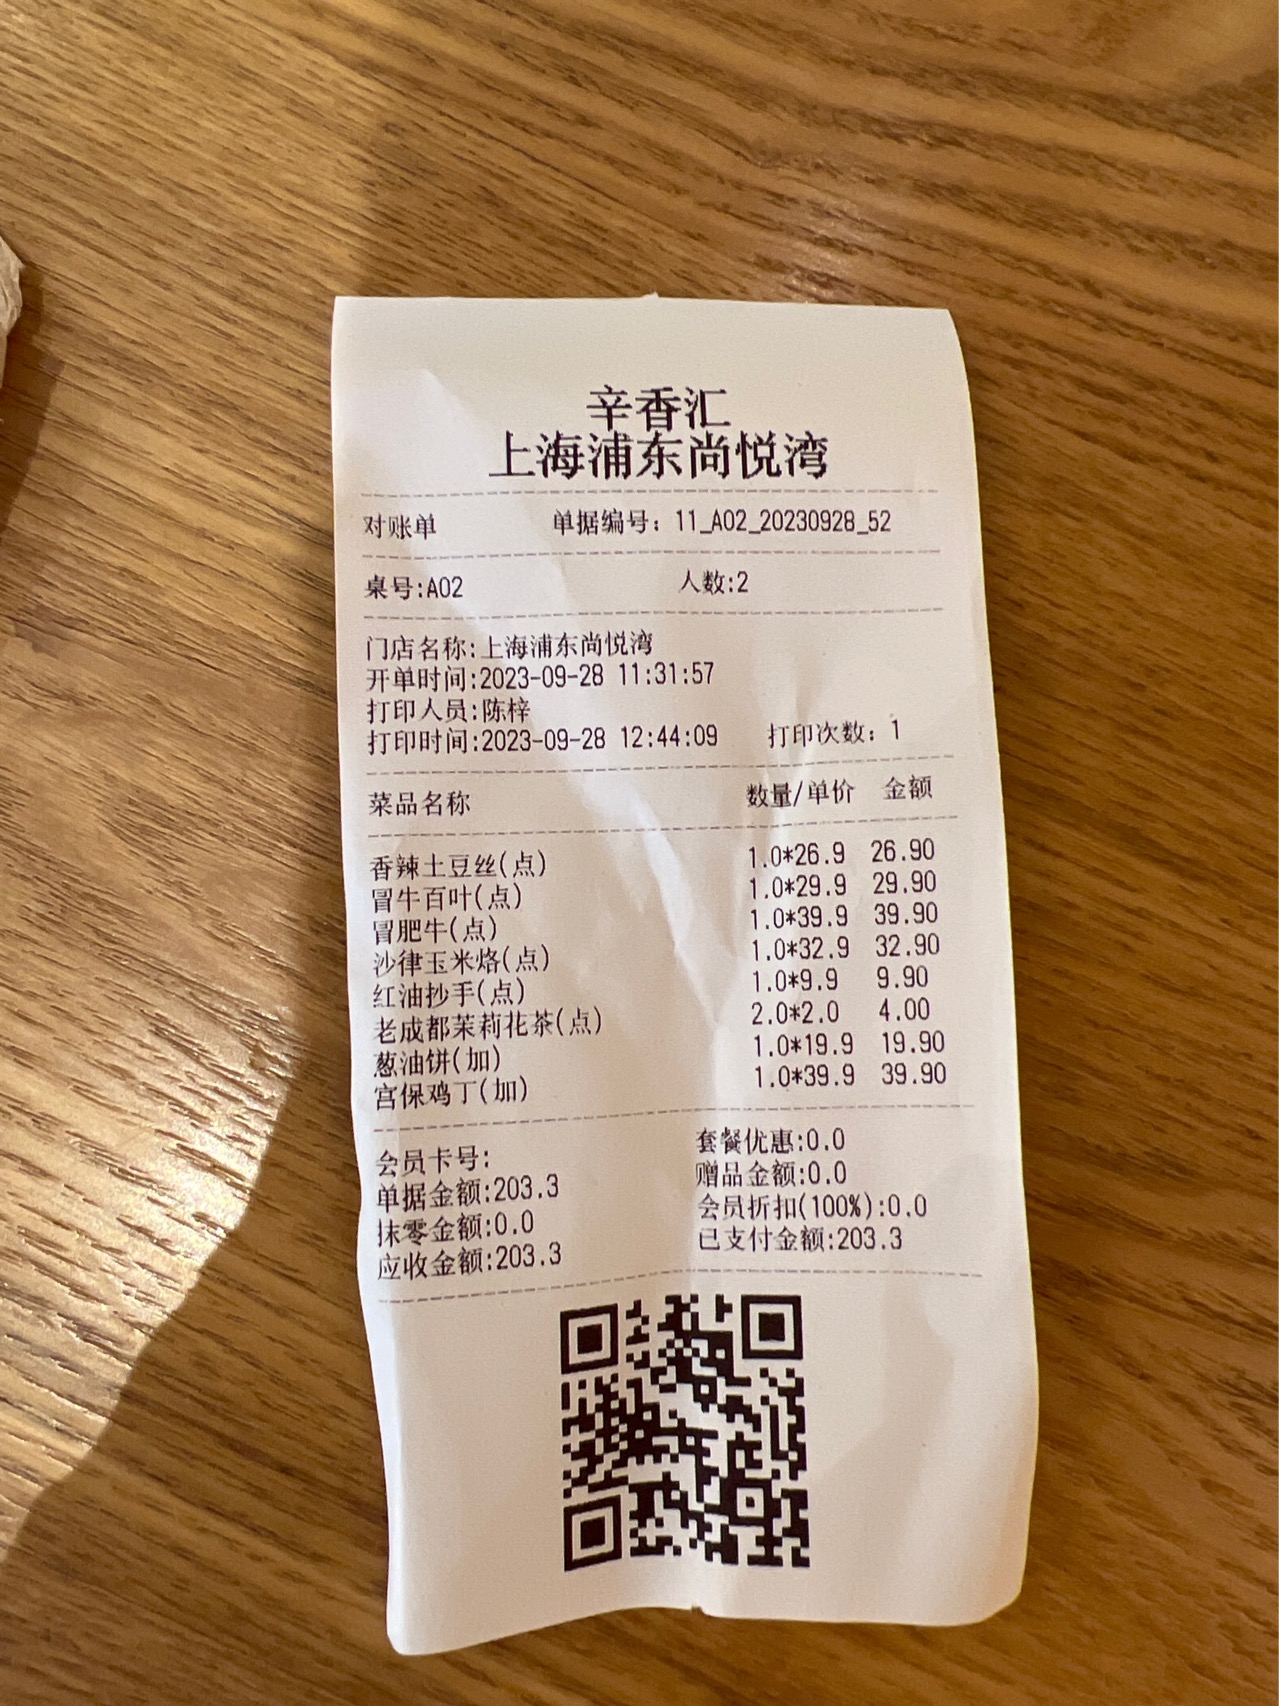 辛香汇
上海浦东尚悦湾
对账单 单据编号：11_A02_20230928_52
桌号:A02 人数:2
门店名称:上海浦东尚悦湾
开单时间:2023-09-28 11:31:57
打印人员:陈梓
打印时间:2023-09-28 12:44:09 打印次数：1
菜品名称 数量/单价 金额
香辣土豆丝(点) 1.0*26.9 26.90
冒牛百叶(点) 1.0*29.9 29.90
冒肥牛(点) 1.0*39.9 39.90
沙律玉米烙(点) 1.0*32.9 32.90
红油抄手(点) 1.0*9.9 9.90
老成都茉莉花茶(点) 2.0*2.0 4.00
葱油饼(加) 1.0*19.9 19.90
宫保鸡丁(加) 1.0*39.9 39.90
会员卡号: 套餐优惠:0.0
单据金额:203.3 赠品金额:0.0
抹零金额:0.0 会员折扣(100%):0.0
应收金额:203.3 已支付金额:203.3